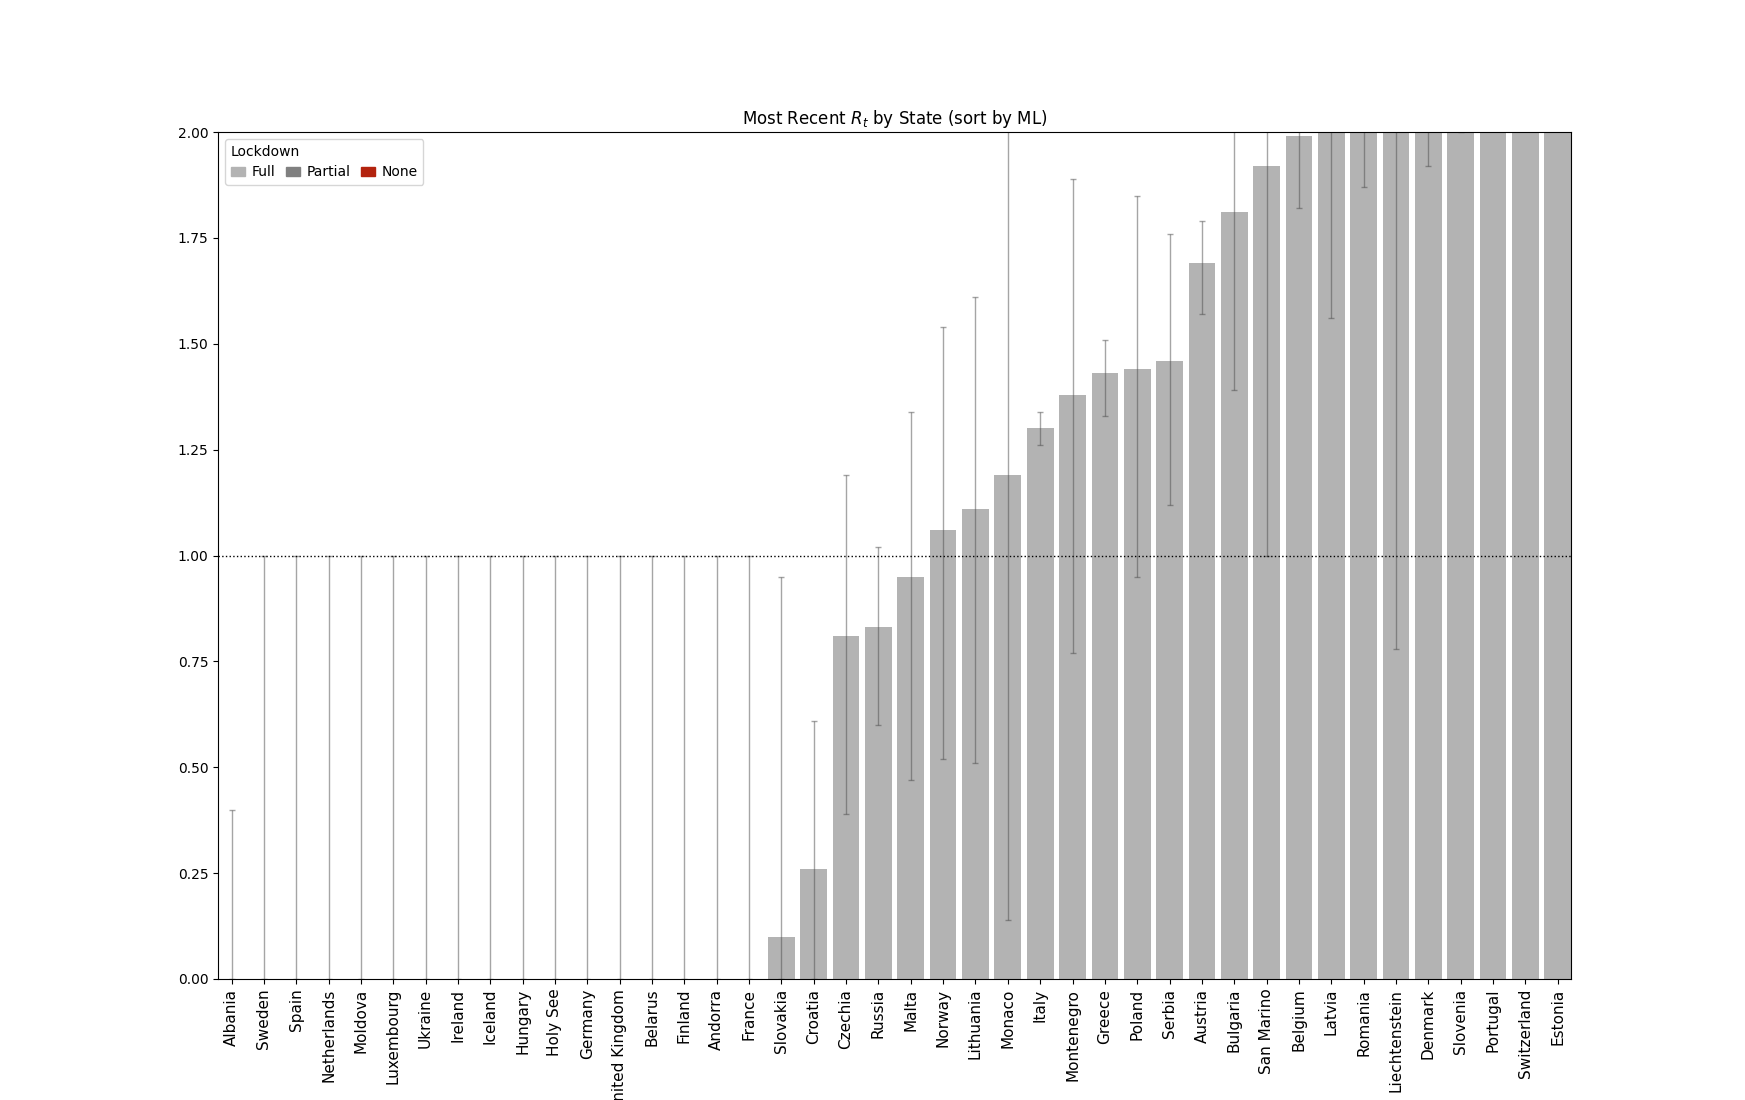 Most Recent Rt by State (sort by ML)
Lockdown
Full Partial None
2.00
1.75
1.50
1.25
1.00
0.75
0.50
0.25
0.00
Albania
Sweden
Spain
Netherlands
Moldova
Luxembourg
Ukraine
Ireland
Iceland
Hungary
Holy See
Germany
nited Kingdom
Belarus
Finland
Andorra
France
Slovakia
Croatia
Czechia
Russia
Malta
Norway
Lithuania
Monaco
Italy
Montenegro
Greece
Poland
Serbia
Austria
Bulgaria
San Marino
Belgium
Latvia
Romania
Liechtenstein
Denmark
Slovenia
Portugal
Switzerland
Estonia